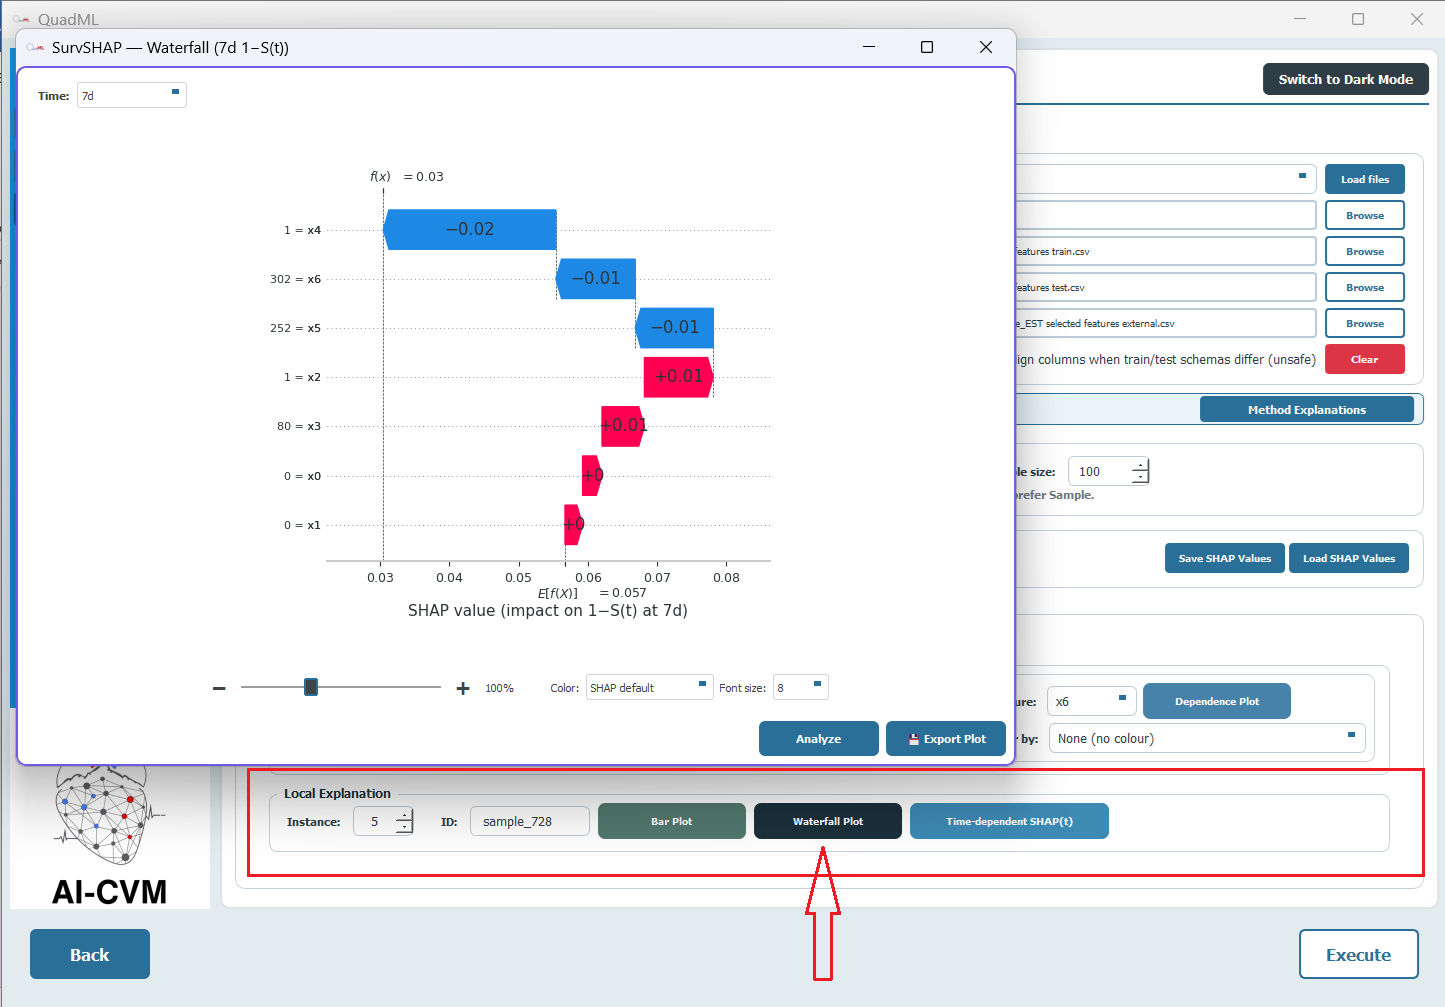 QuadML
SurvSHAP — Waterfall (7d 1−S(t))
Switch to Dark Mode
Time: 7d
f(x) = 0.03
1 = x4 −0.02
302 = x6 −0.01
252 = x5 −0.01
1 = x2 +0.01
80 = x3 +0.01
0 = x0 +0
0 = x1 +0
0.03 0.04 0.05 0.06 0.07 0.08
E[f(X)] = 0.057
SHAP value (impact on 1−S(t) at 7d)
− + 100% Color: SHAP default Font size: 8
Analyze Export Plot
Load files
Browse
features train.csv Browse
features test.csv Browse
e_EST selected features external.csv Browse
ign columns when train/test schemas differ (unsafe) Clear
Method Explanations
le size: 100
prefer Sample.
Save SHAP Values Load SHAP Values
ure: x6 Dependence Plot
by: None (no colour)
Local Explanation
Instance: 5 ID: sample_728 Bar Plot Waterfall Plot Time-dependent SHAP(t)
AI-CVM
Back Execute